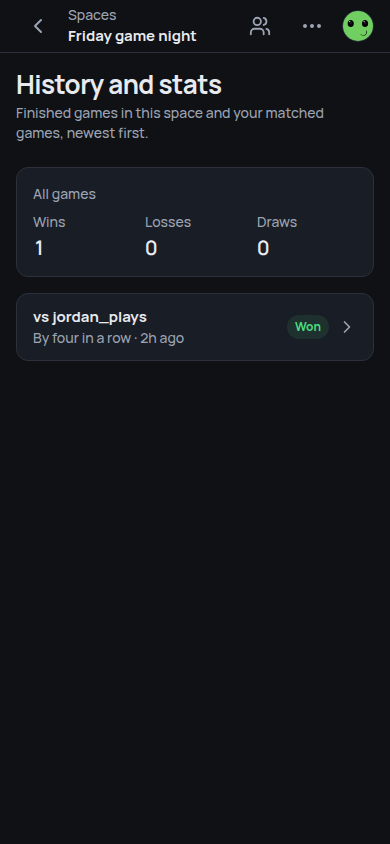 Spaces
Friday game night
History and stats
Finished games in this space and your matched
games, newest first.
All games
Wins Losses Draws
1 0 0
vs jordan_plays
By four in a row · 2h ago
Won